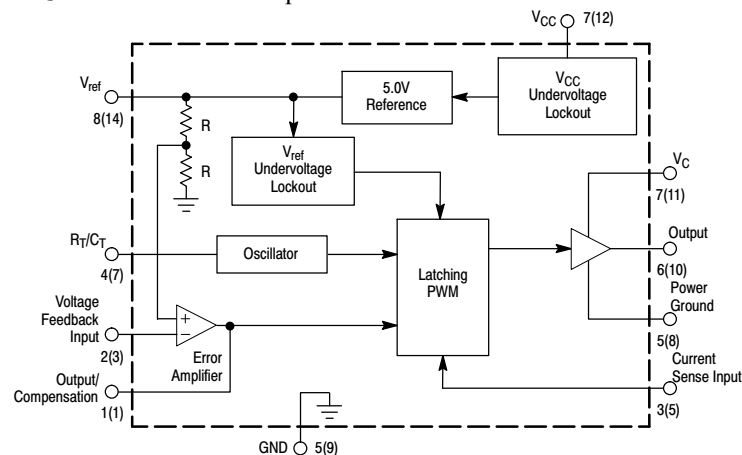 VCC 7(12)
Vref
8(14)
R
R
5.0V
Reference
VCC
Undervoltage
Lockout
Vref
Undervoltage
Lockout
VC
7(11)
RT/CT
4(7)
Oscillator
Latching
PWM
Output
6(10)
Voltage
Feedback
Input
2(3)
+
−
Error
Amplifier
Power
Ground
5(8)
Output/
Compensation
1(1)
Current
Sense Input
3(5)
GND 5(9)